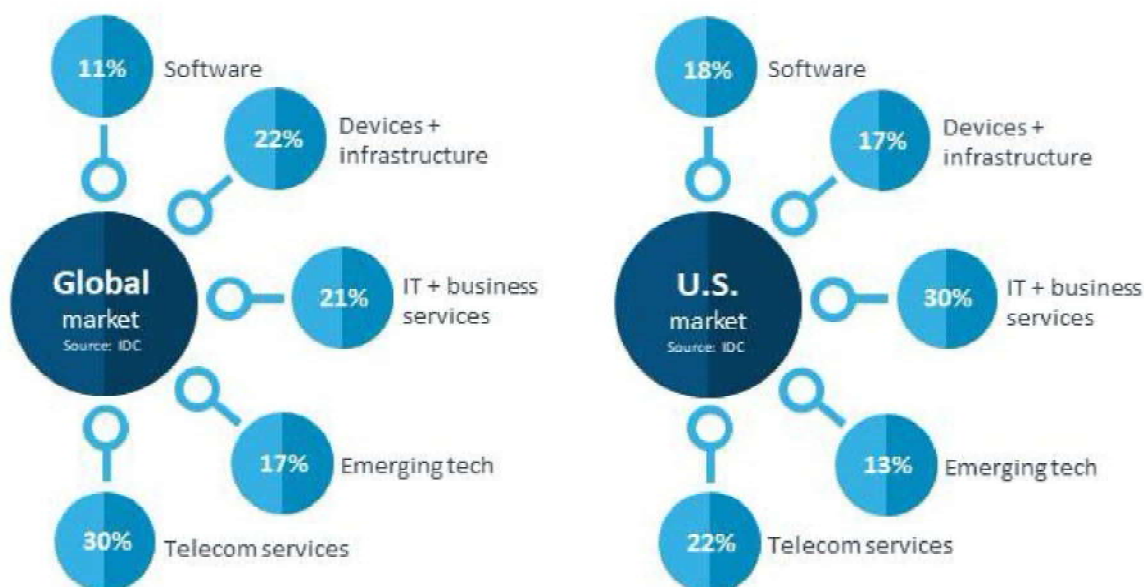 11%
Software
22%
Devices +
infrastructure
Global
market
Source: IDC
21%
IT + business
services
17%
Emerging tech
30%
Telecom services
18%
Software
17%
Devices +
infrastructure
U.S.
market
Source: IDC
30%
IT + business
services
13%
Emerging tech
22%
Telecom services